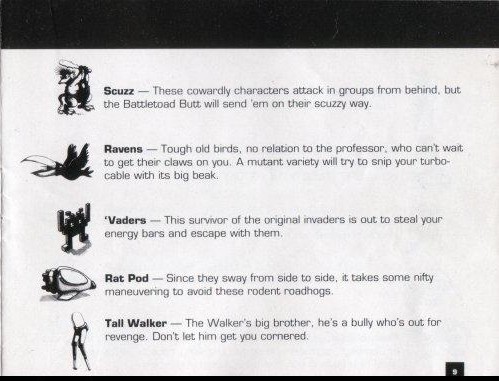 Scuzz — These cowardly characters attack in groups from behind, but
the Battletoad Butt will send 'em on their scuzzy way.
Ravens — Tough old birds, no relation to the professor, who can't wait
to get their claws on you. A mutant variety will try to snip your turbo-
cable with its big beak.
'Vaders — This survivor of the original invaders is out to steal your
energy bars and escape with them.
Rat Pod — Since they sway from side to side, it takes some nifty
maneuvering to avoid these rodent roadhogs.
Tall Walker — The Walker's big brother, he's a bully who's out for
revenge. Don't let him get you cornered.
9